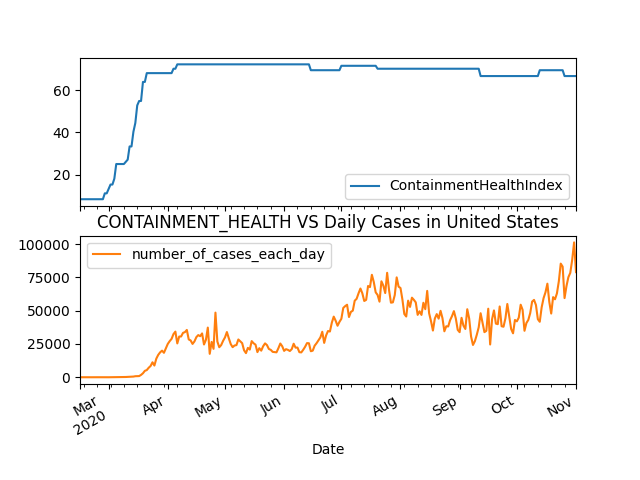 60
40
20
ContainmentHealthIndex
CONTAINMENT_HEALTH VS Daily Cases in United States
100000
75000
50000
25000
0
number_of_cases_each_day
Mar
2020
Apr
May
Jun
Jul
Aug
Sep
Oct
Nov
Date